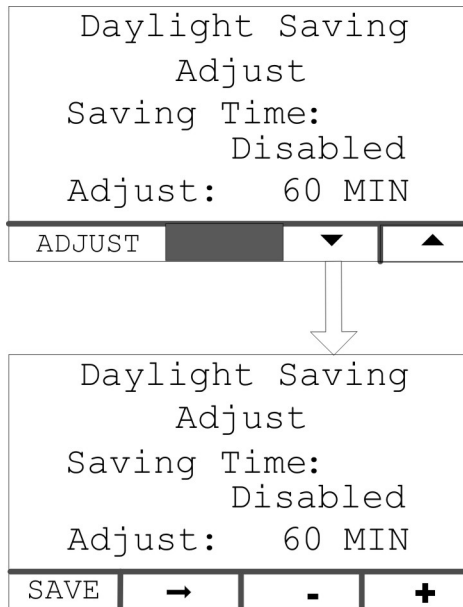 Daylight Saving
Adjust
Saving Time:
Disabled
Adjust: 60 MIN
ADJUST ▼ ▲
Daylight Saving
Adjust
Saving Time:
Disabled
Adjust: 60 MIN
SAVE → - +